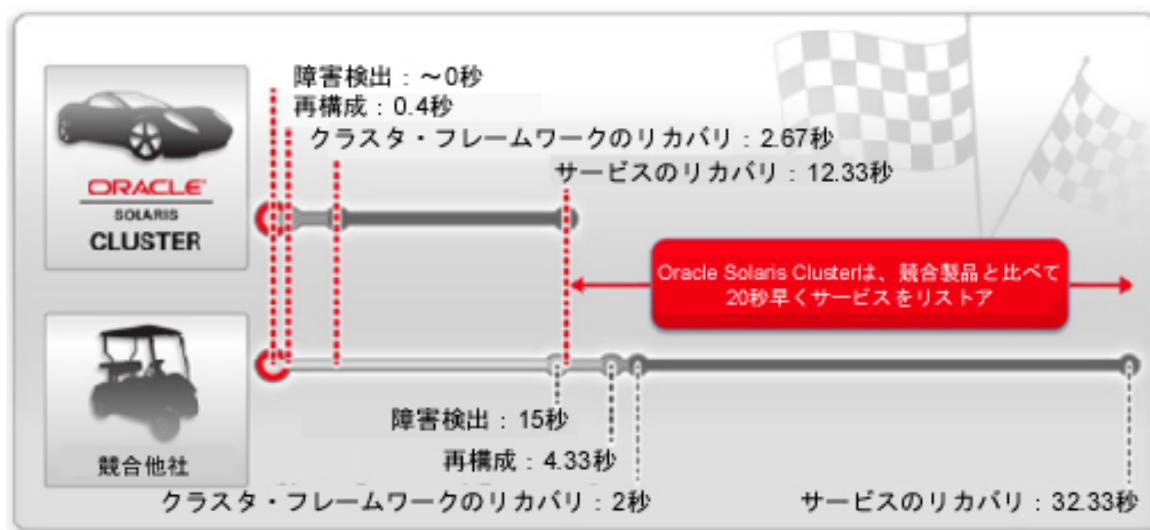 障害検出：～0秒
再構成：0.4秒
クラスタ・フレームワークのリカバリ：2.67秒
サービスのリカバリ：12.33秒
ORACLE
SOLARIS
CLUSTER
Oracle Solaris Clusterは、競合製品と比べて
20秒早くサービスをリストア
競合他社
障害検出：15秒
再構成：4.33秒
クラスタ・フレームワークのリカバリ：2秒
サービスのリカバリ：32.33秒